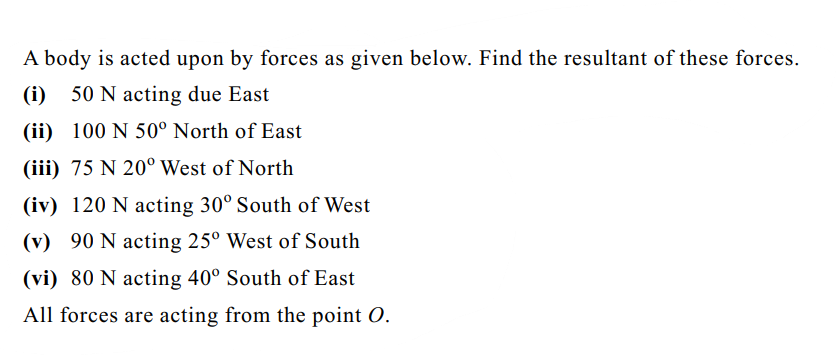 A body is acted upon by forces as given below. Find the resultant of these forces.
(i) 50 N acting due East
(ii) 100 N 50° North of East
(iii) 75 N 20° West of North
(iv) 120 N acting 30° South of West
(v) 90 N acting 25° West of South
(vi) 80 N acting 40° South of East
All forces are acting from the point O.